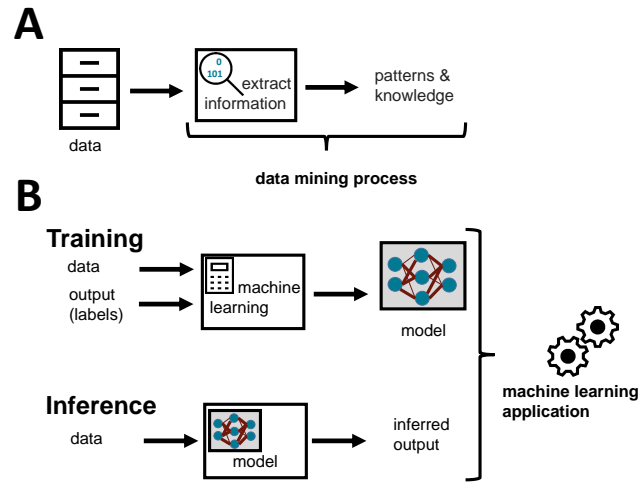 A
0
101
extract
information
patterns &
knowledge
data
data mining process
B
Training
data
output
(labels)
machine
learning
model
machine learning
application
Inference
data
model
inferred
output